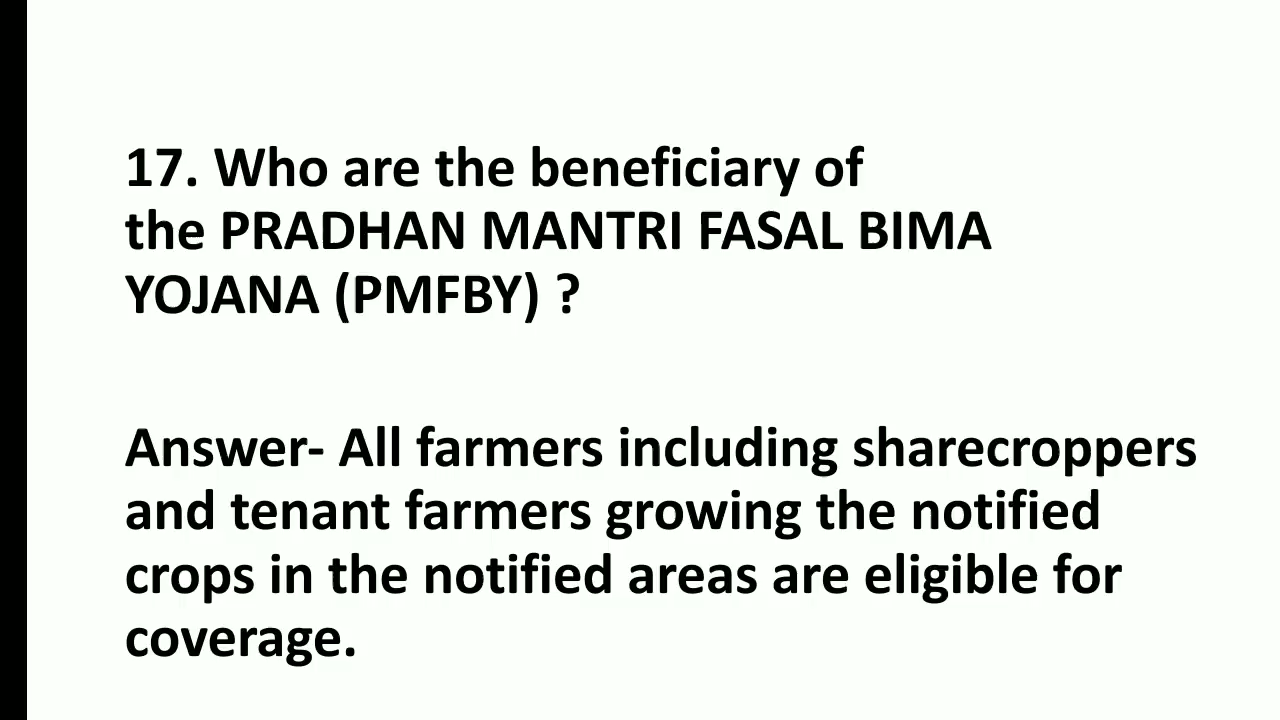 17. Who are the beneficiary of
the PRADHAN MANTRI FASAL BIMA
YOJANA (PMFBY) ?
Answer- All farmers including sharecroppers
and tenant farmers growing the notified
crops in the notified areas are eligible for
coverage.